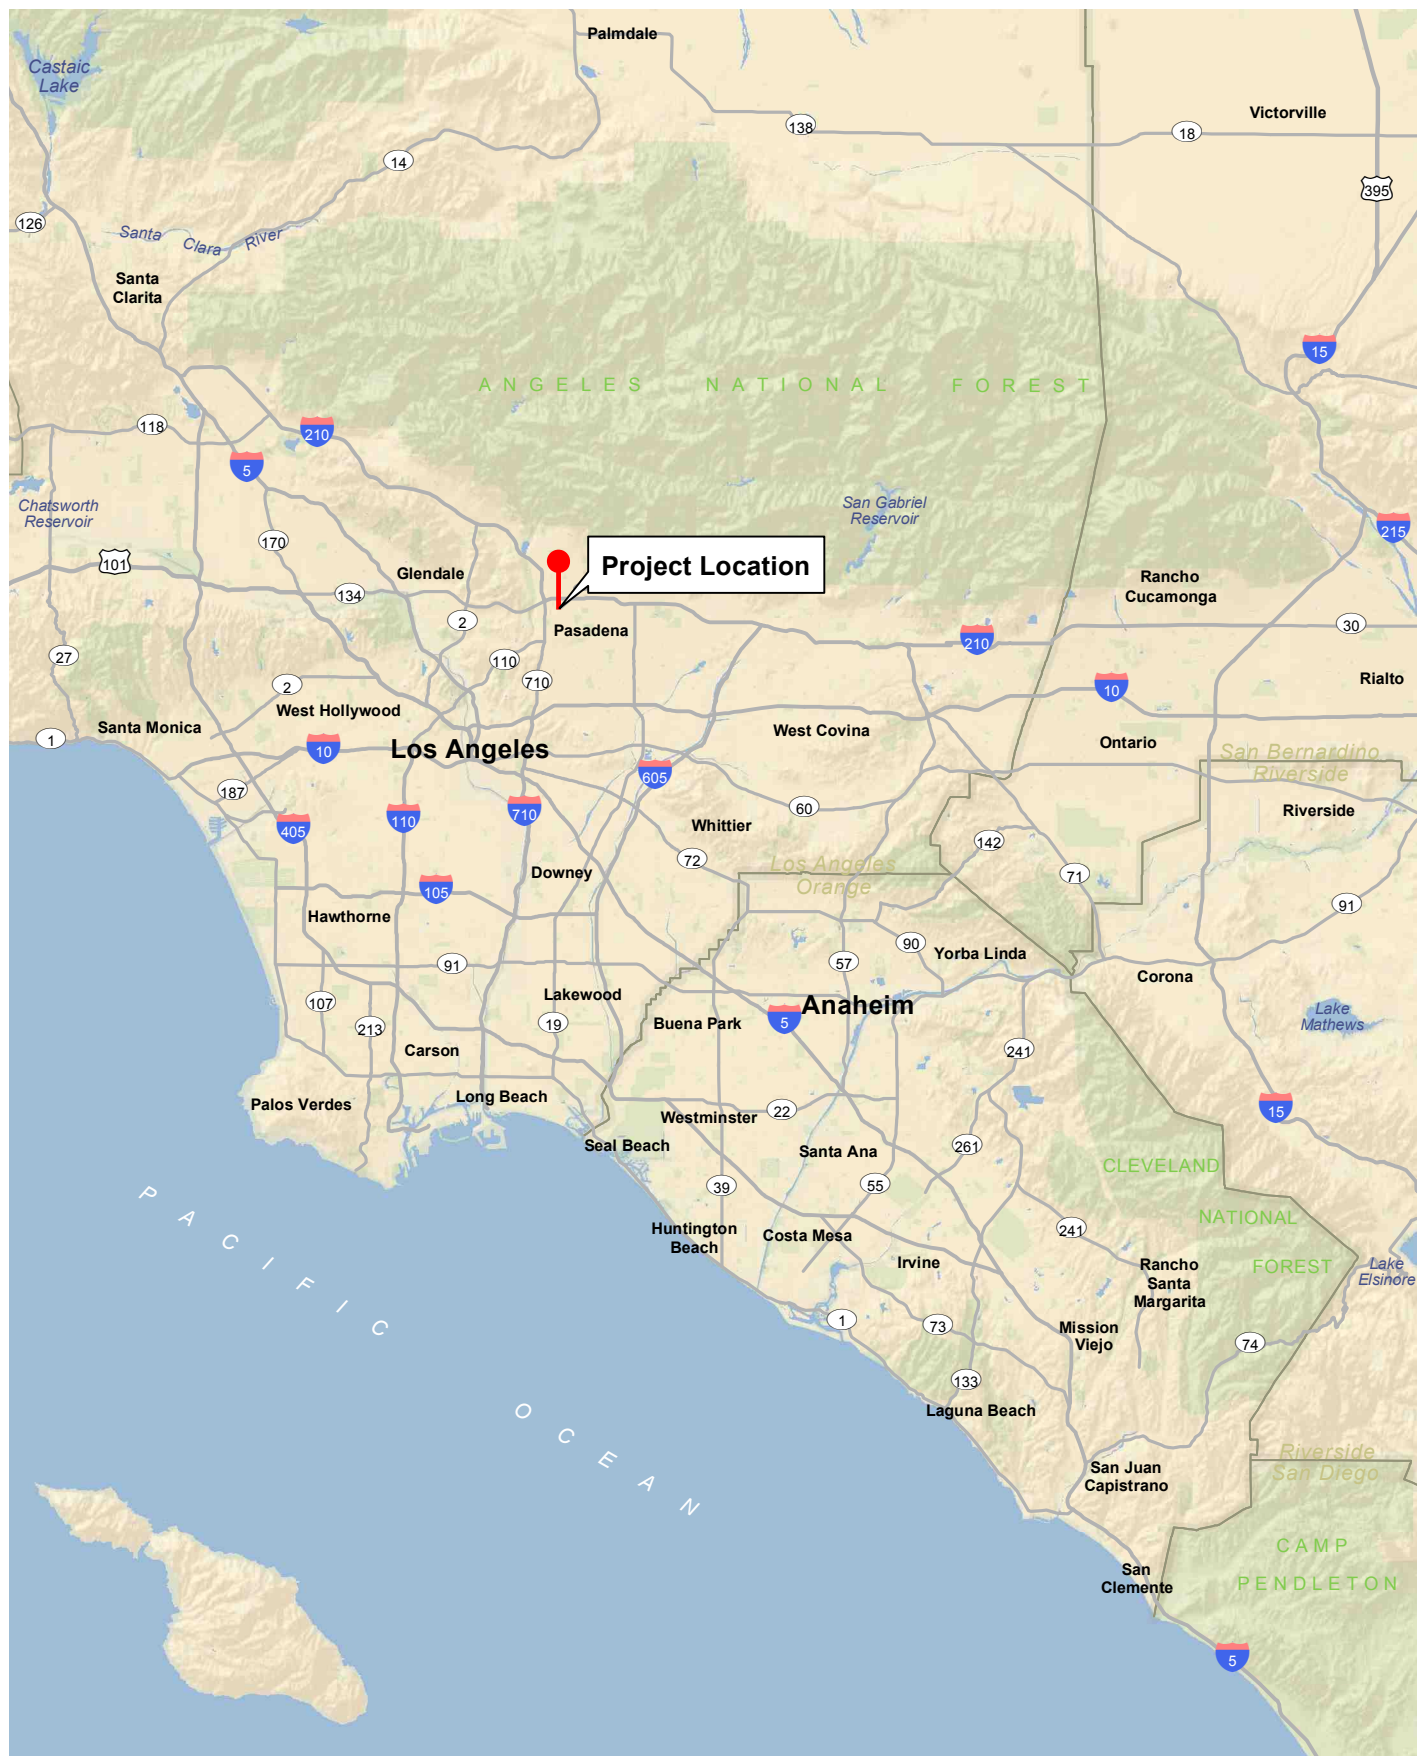 Palmdale
Castaic
Lake
Victorville
138
18
14
395
126
Santa Clara River
Santa
Clarita
15
ANGELES NATIONAL FOREST
118
210
5
Chatsworth
Reservoir
San Gabriel
Reservoir
215
170
101
Project Location
Glendale
134
Rancho
Cucamonga
2
Pasadena
30
210
27
110
710
2
10
Rialto
West Hollywood
Santa Monica
1
West Covina
Los Angeles
10
Ontario
San Bernardino
Riverside
605
187
60
Riverside
405
110
710
Whittier
142
72
Los Angeles
Orange
Downey
71
105
91
Hawthorne
90
Yorba Linda
91
57
Corona
107
Lakewood
Anaheim
Lake
Mathews
213
19
Buena Park
5
Carson
241
Palos Verdes
Long Beach
22
15
Westminster
Seal Beach
Santa Ana
261
CLEVELAND
NATIONAL
FOREST
39
55
PACIFIC OCEAN
Huntington
Beach
Costa Mesa
241
Irvine
Rancho
Santa
Margarita
Lake
Elsinore
1
73
Mission
Viejo
74
133
Laguna Beach
Riverside
San Diego
San Juan
Capistrano
CAMP
PENDLETON
San
Clemente
5